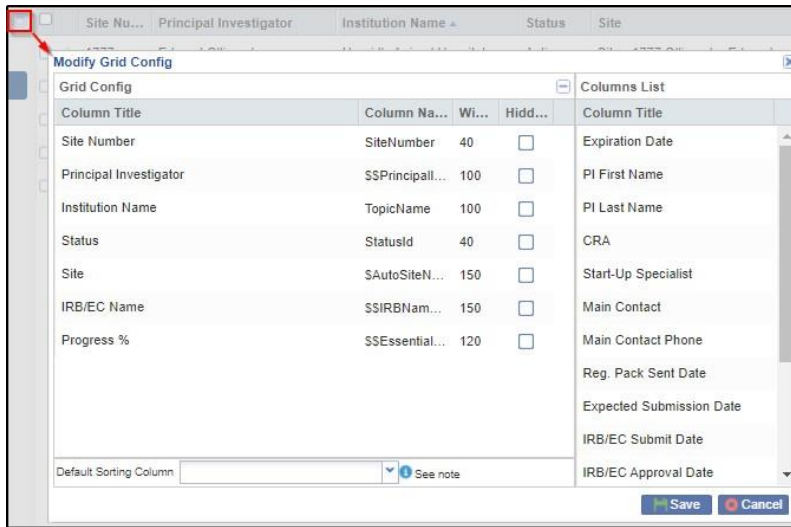 Site Nu... Principal Investigator Institution Name Status Site
Modify Grid Config
Grid Config Columns List
Column Title Column Na... Wi... Hidd... Column Title
Site Number SiteNumber 40 Expiration Date
Principal Investigator $$Principall... 100 PI First Name
Institution Name TopicName 100 PI Last Name
Status StatusId 40 CRA
Site $AutoSiteN... 150 Start-Up Specialist
IRB/EC Name $$IRBNam... 150 Main Contact
Progress % $$Essential... 120 Main Contact Phone
Reg. Pack Sent Date
Expected Submission Date
IRB/EC Submit Date
Default Sorting Column See note IRB/EC Approval Date
Save Cancel